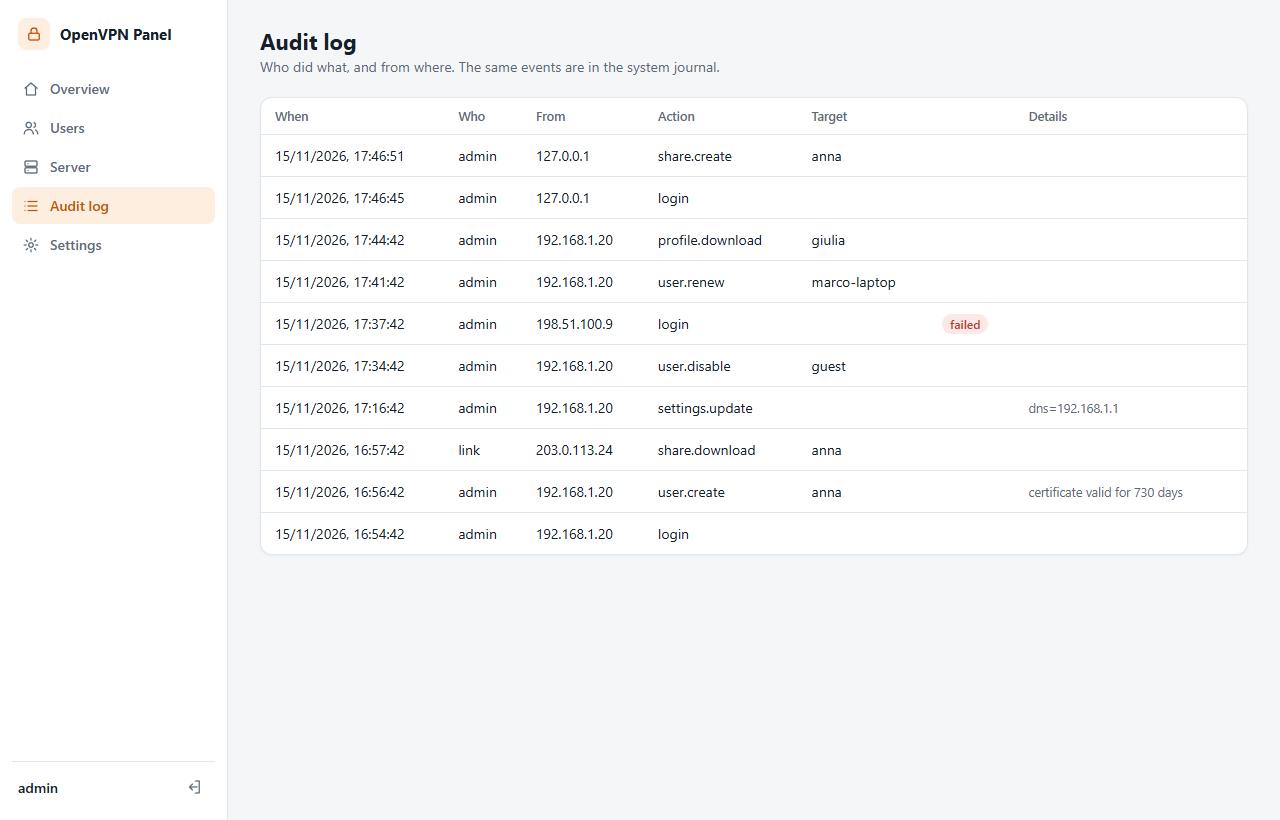 OpenVPN Panel
Overview
Users
Server
Audit log
Settings
admin
Audit log
Who did what, and from where. The same events are in the system journal.
When Who From Action Target Details
15/11/2026, 17:46:51 admin 127.0.0.1 share.create anna
15/11/2026, 17:46:45 admin 127.0.0.1 login
15/11/2026, 17:44:42 admin 192.168.1.20 profile.download giulia
15/11/2026, 17:41:42 admin 192.168.1.20 user.renew marco-laptop
15/11/2026, 17:37:42 admin 198.51.100.9 login failed
15/11/2026, 17:34:42 admin 192.168.1.20 user.disable guest
15/11/2026, 17:16:42 admin 192.168.1.20 settings.update dns=192.168.1.1
15/11/2026, 16:57:42 link 203.0.113.24 share.download anna
15/11/2026, 16:56:42 admin 192.168.1.20 user.create anna certificate valid for 730 days
15/11/2026, 16:54:42 admin 192.168.1.20 login